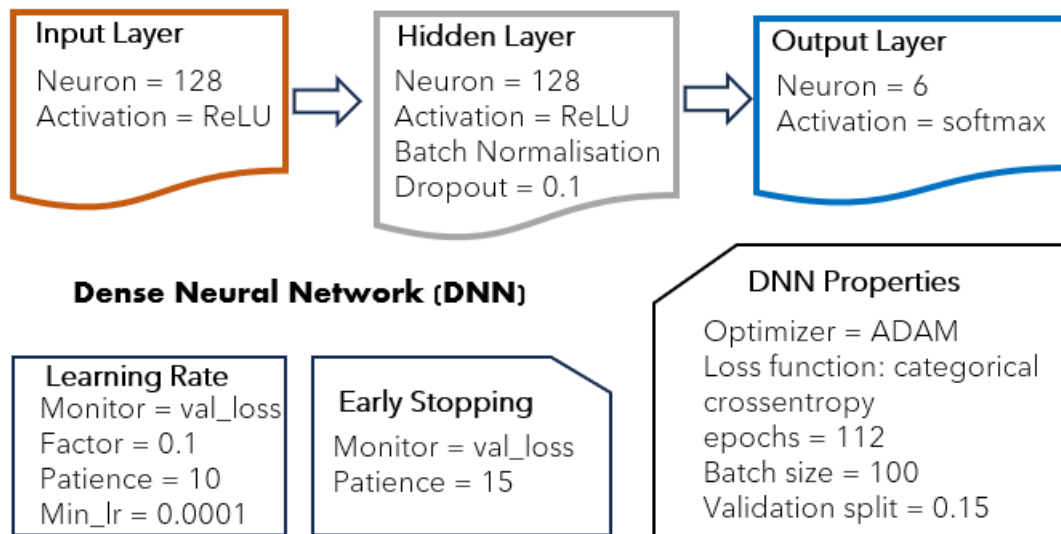 Input Layer
Neuron = 128
Activation = ReLU
Hidden Layer
Neuron = 128
Activation = ReLU
Batch Normalisation
Dropout = 0.1
Output Layer
Neuron = 6
Activation = softmax
Dense Neural Network (DNN)
Learning Rate
Monitor = val_loss
Factor = 0.1
Patience = 10
Min_lr = 0.0001
Early Stopping
Monitor = val_loss
Patience = 15
DNN Properties
Optimizer = ADAM
Loss function: categorical
crossentropy
epochs = 112
Batch size = 100
Validation split = 0.15